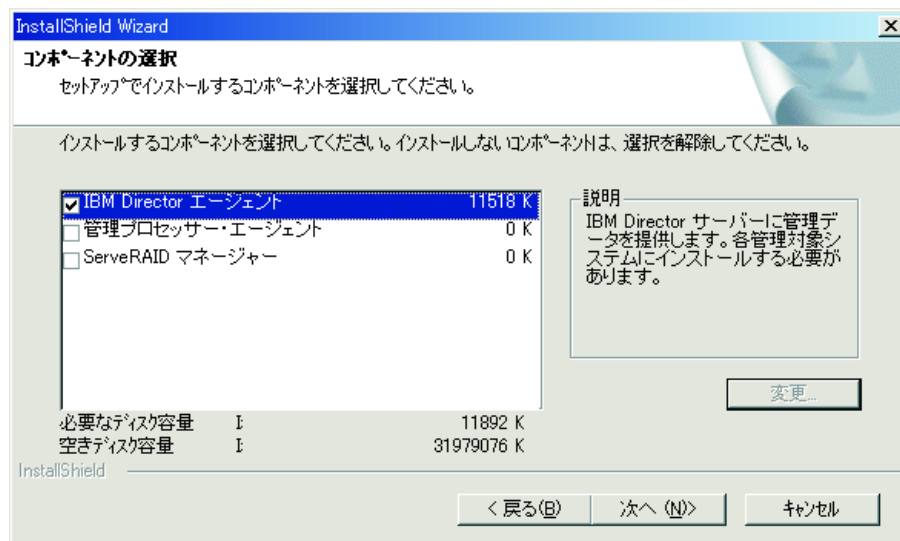 InstallShield Wizard
コンポーネントの選択
セットアップでインストールするコンポーネントを選択してください。
インストールするコンポーネントを選択してください。インストールしないコンポーネントは、選択を解除してください。
IBM Director エージェント 11518 K
管理プロセッサー・エージェント 0 K
ServeRAID マネージャー 0 K
説明
IBM Director サーバーに管理デ
ータを提供します。各管理対象シ
ステムにインストールする必要が
あります。
変更...
必要なディスク容量 I: 11892 K
空きディスク容量 I: 31979076 K
InstallShield
< 戻る(B)
次へ (N)>
キャンセル